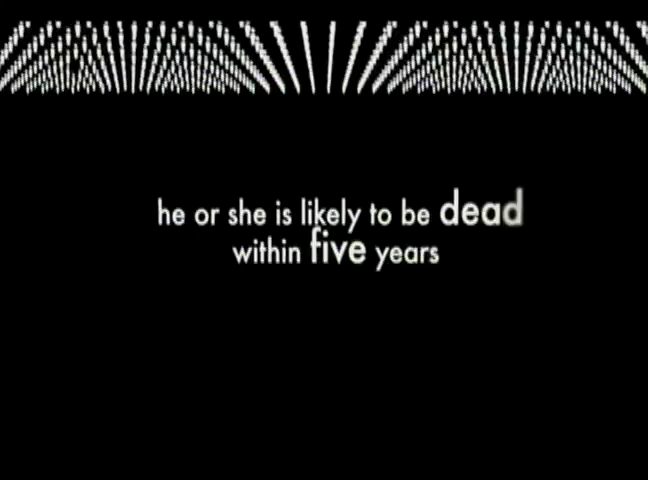 he or she is likely to be dead
within five years